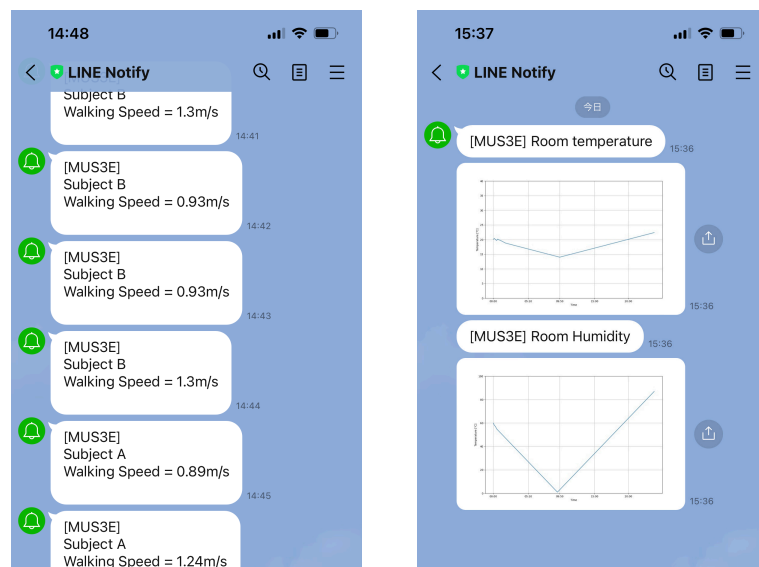 14:48
LINE Notify
Subject B
Walking Speed = 1.3m/s
14:41
[MUS3E]
Subject B
Walking Speed = 0.93m/s
14:42
[MUS3E]
Subject B
Walking Speed = 0.93m/s
14:43
[MUS3E]
Subject B
Walking Speed = 1.3m/s
14:44
[MUS3E]
Subject A
Walking Speed = 0.89m/s
14:45
[MUS3E]
Subject A
Walking Speed = 1.24m/s
15:37
LINE Notify
今日
[MUS3E] Room temperature
15:36
Time
15:36
[MUS3E] Room Humidity
15:36
Time
15:36